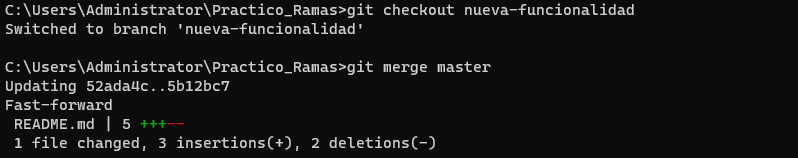 C:\Users\Administrator\Practico_Ramas>git checkout nueva-funcionalidad
Switched to branch 'nueva-funcionalidad'
C:\Users\Administrator\Practico_Ramas>git merge master
Updating 52ada4c..5b12bc7
Fast-forward
 README.md | 5 +++--
 1 file changed, 3 insertions(+), 2 deletions(-)